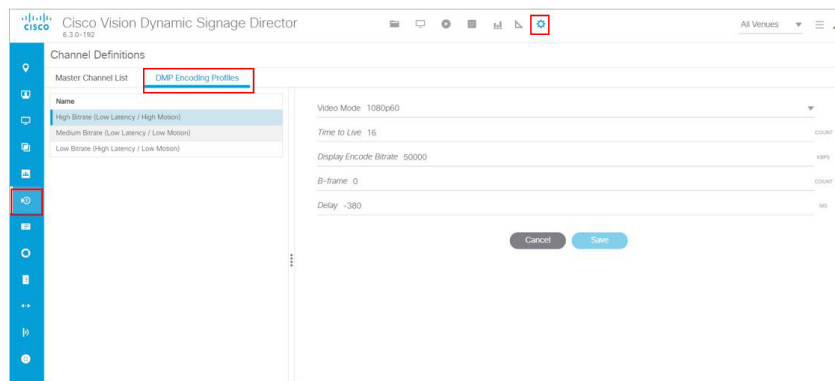 CISCO
Cisco Vision Dynamic Signage Director
6.3.0-192
All Venues
Channel Definitions
Master Channel List
DMP Encoding Profiles
Name
High Bitrate (Low Latency / High Motion)
Medium Bitrate (Low Latency / Low Motion)
Low Bitrate (High Latency / Low Motion)
Video Mode 1080p60
Time to Live 16 COUNT
Display Encode Bitrate 50000 KBPS
B-frame 0 COUNT
Delay -380 MS
Cancel
Save